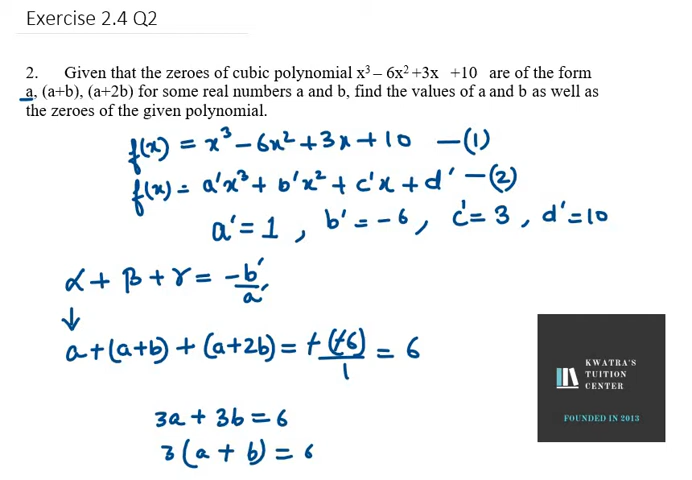 Exercise 2.4 Q2
2. Given that the zeroes of cubic polynomial x³ – 6x² +3x +10 are of the form
a, (a+b), (a+2b) for some real numbers a and b, find the values of a and b as well as
the zeroes of the given polynomial.
f(x) = x³ – 6x² + 3x + 10 – (1)
f(x) = a'x³ + b'x² + c'x + d' – (2)
a' = 1 , b' = -6 , c' = 3 , d' = 10
α + β + γ = -b'/a'
↓
a + (a+b) + (a+2b) = + (+6)/1 = 6
3a + 3b = 6
3 (a + b) = 6
KWATRA'S
TUITION
CENTER
FOUNDED IN 2013